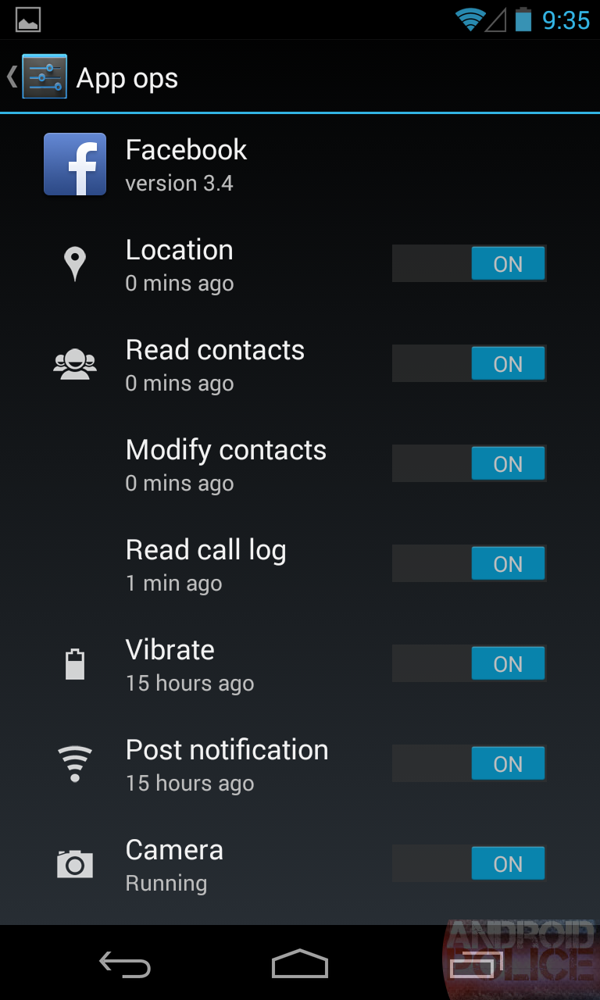 9:35
App ops
Facebook
version 3.4
Location
0 mins ago
ON
Read contacts
0 mins ago
ON
Modify contacts
0 mins ago
ON
Read call log
1 min ago
ON
Vibrate
15 hours ago
ON
Post notification
15 hours ago
ON
Camera
Running
ON
ANDROID
POLICE